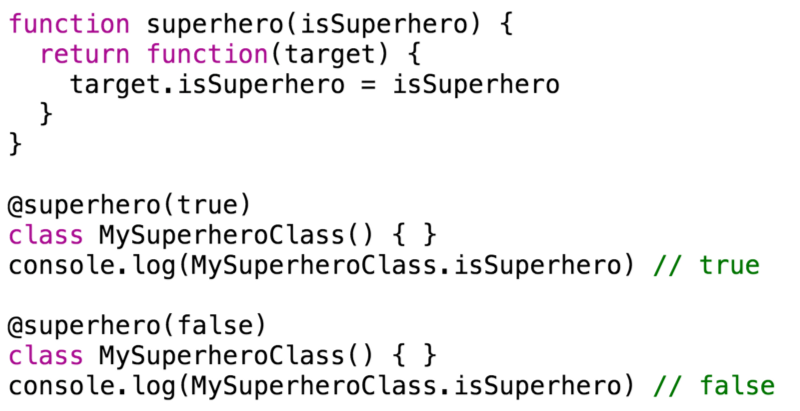 function superhero(isSuperhero) {
  return function(target) {
    target.isSuperhero = isSuperhero
  }
}

@superhero(true)
class MySuperheroClass() { }
console.log(MySuperheroClass.isSuperhero) // true

@superhero(false)
class MySuperheroClass() { }
console.log(MySuperheroClass.isSuperhero) // false